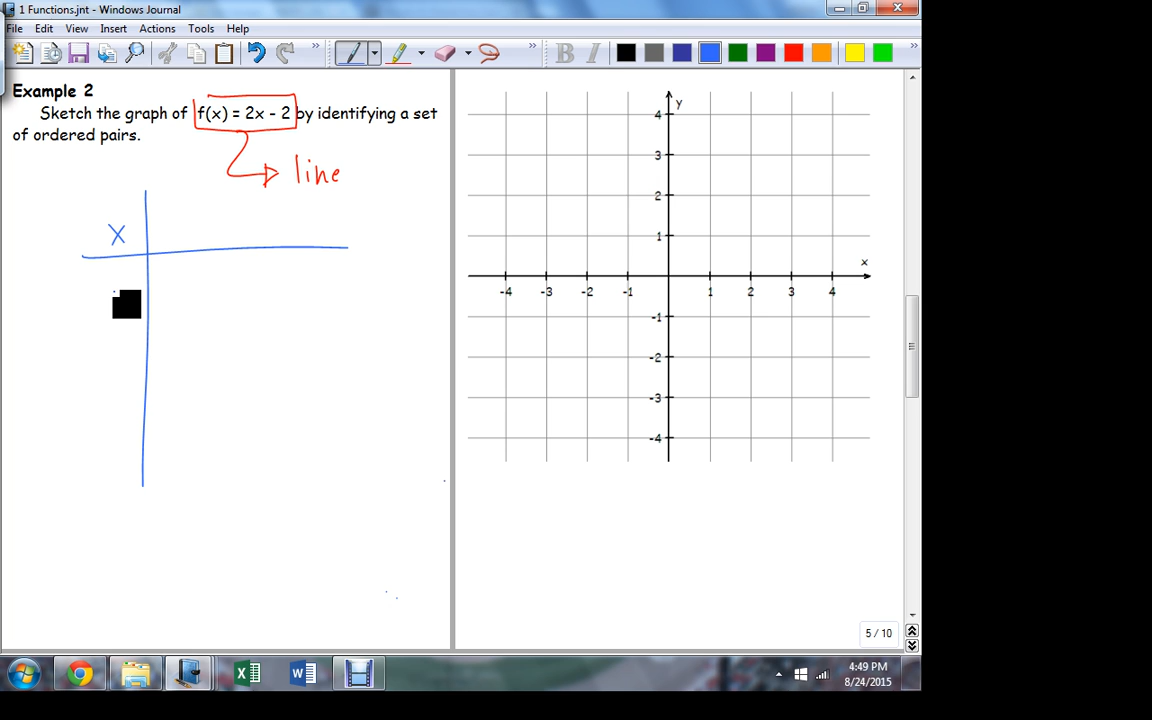 1 Functions.jnt - Windows Journal
File Edit View Insert Actions Tools Help
B I
Example 2
Sketch the graph of f(x) = 2x - 2 by identifying a set
of ordered pairs.
line
X
y
4
3
2
1
x
-4 -3 -2 -1 1 2 3 4
-1
-2
-3
-4
5 / 10
4:49 PM
8/24/2015